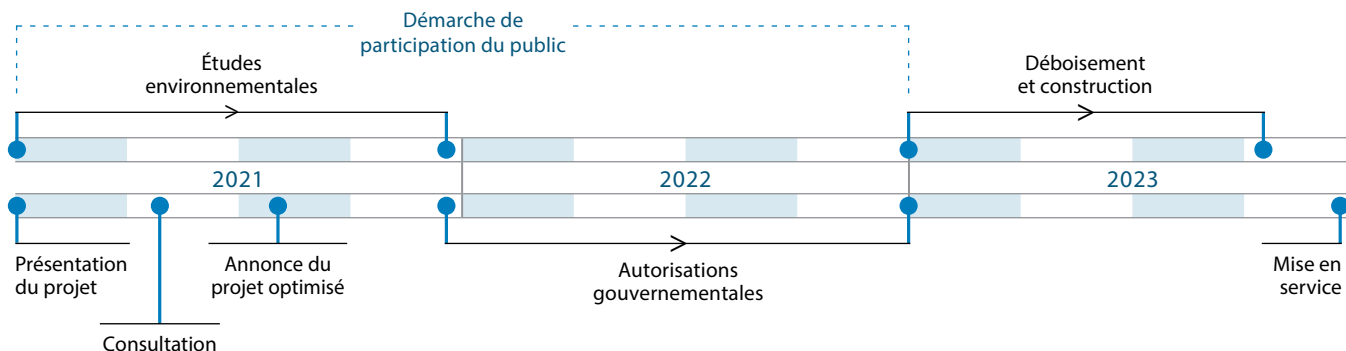 Démarche de
participation du public
Études
environnementales
Déboisement
et construction
2021
2022
2023
Présentation
du projet
Annonce du
projet optimisé
Autorisations
gouvernementales
Mise en
service
Consultation